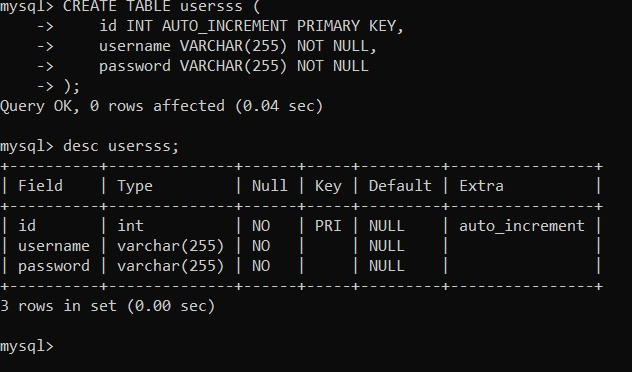 mysql> CREATE TABLE usersss (
    ->     id INT AUTO_INCREMENT PRIMARY KEY,
    ->     username VARCHAR(255) NOT NULL,
    ->     password VARCHAR(255) NOT NULL
    -> );
Query OK, 0 rows affected (0.04 sec)
mysql> desc usersss;
+----------+--------------+------+-----+---------+----------------+
| Field    | Type         | Null | Key | Default | Extra          |
+----------+--------------+------+-----+---------+----------------+
| id       | int          | NO   | PRI | NULL    | auto_increment |
| username | varchar(255) | NO   |     | NULL    |                |
| password | varchar(255) | NO   |     | NULL    |                |
+----------+--------------+------+-----+---------+----------------+
3 rows in set (0.00 sec)
mysql>